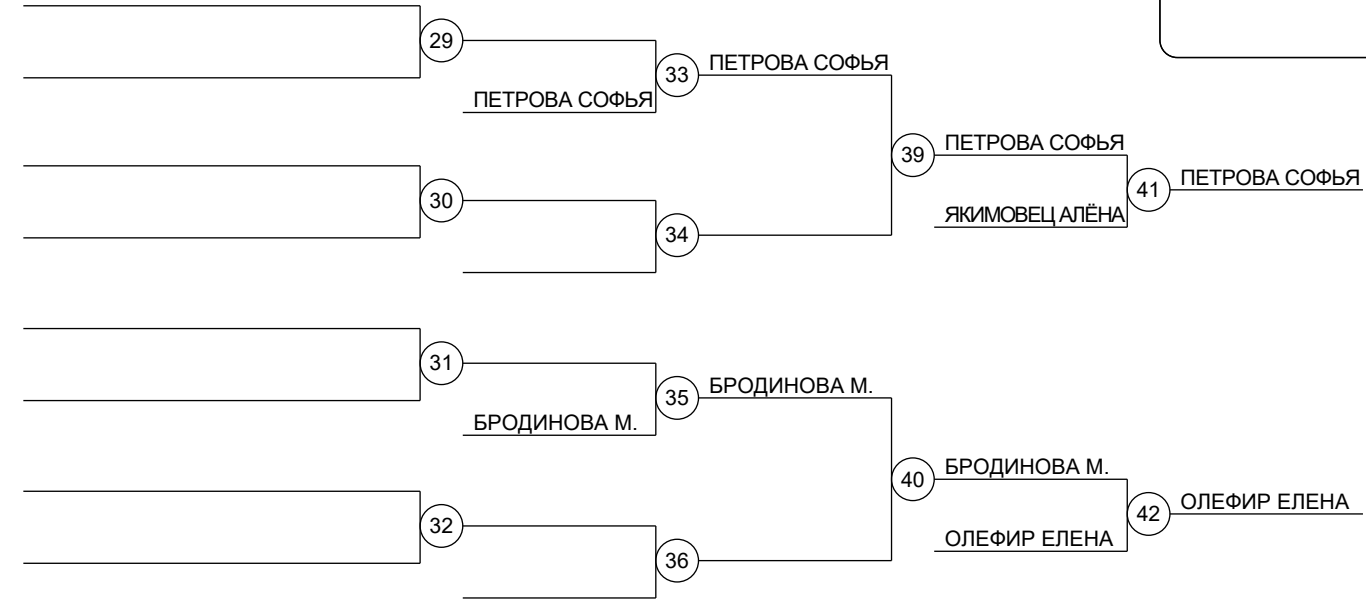 29
ПЕТРОВА СОФЬЯ
33
ПЕТРОВА СОФЬЯ
39
ПЕТРОВА СОФЬЯ
41
ПЕТРОВА СОФЬЯ
30
34
ЯКИМОВЕЦ АЛЁНА
31
БРОДИНОВА М.
35
БРОДИНОВА М.
40
БРОДИНОВА М.
42
ОЛЕФИР ЕЛЕНА
32
36
ОЛЕФИР ЕЛЕНА